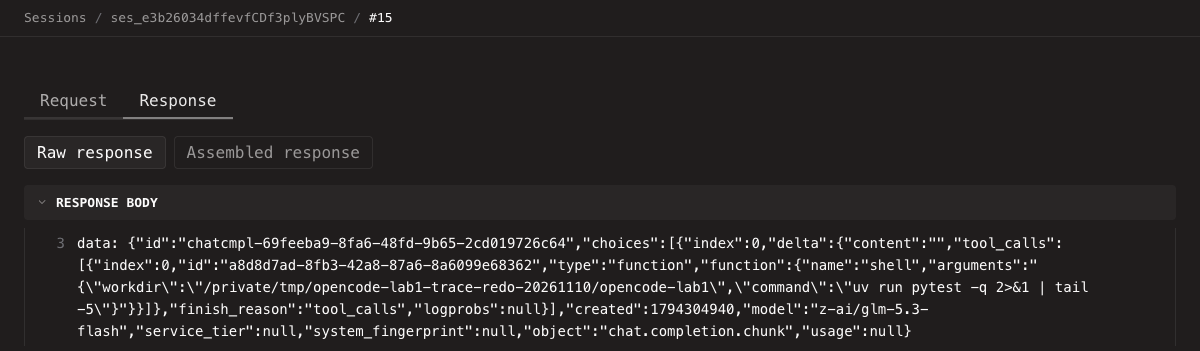 Sessions / ses_e3b26034dffevfCDf3plyBVSPC / #15
Request Response
Raw response Assembled response
RESPONSE BODY
3 data: {"id":"chatcmpl-69feeba9-8fa6-48fd-9b65-2cd019726c64","choices":[{"index":0,"delta":{"content":"","tool_calls":
[{"index":0,"id":"a8d8d7ad-8fb3-42a8-87a6-8a6099e68362","type":"function","function":{"name":"shell","arguments":"
{\"workdir\":\"/private/tmp/opencode-lab1-trace-redo-20261110/opencode-lab1\",\"command\":\"uv run pytest -q 2>&1 | tail
-5\"}"}}]},"finish_reason":"tool_calls","logprobs":null}],"created":1794304940,"model":"z-ai/glm-5.3-
flash","service_tier":null,"system_fingerprint":null,"object":"chat.completion.chunk","usage":null}